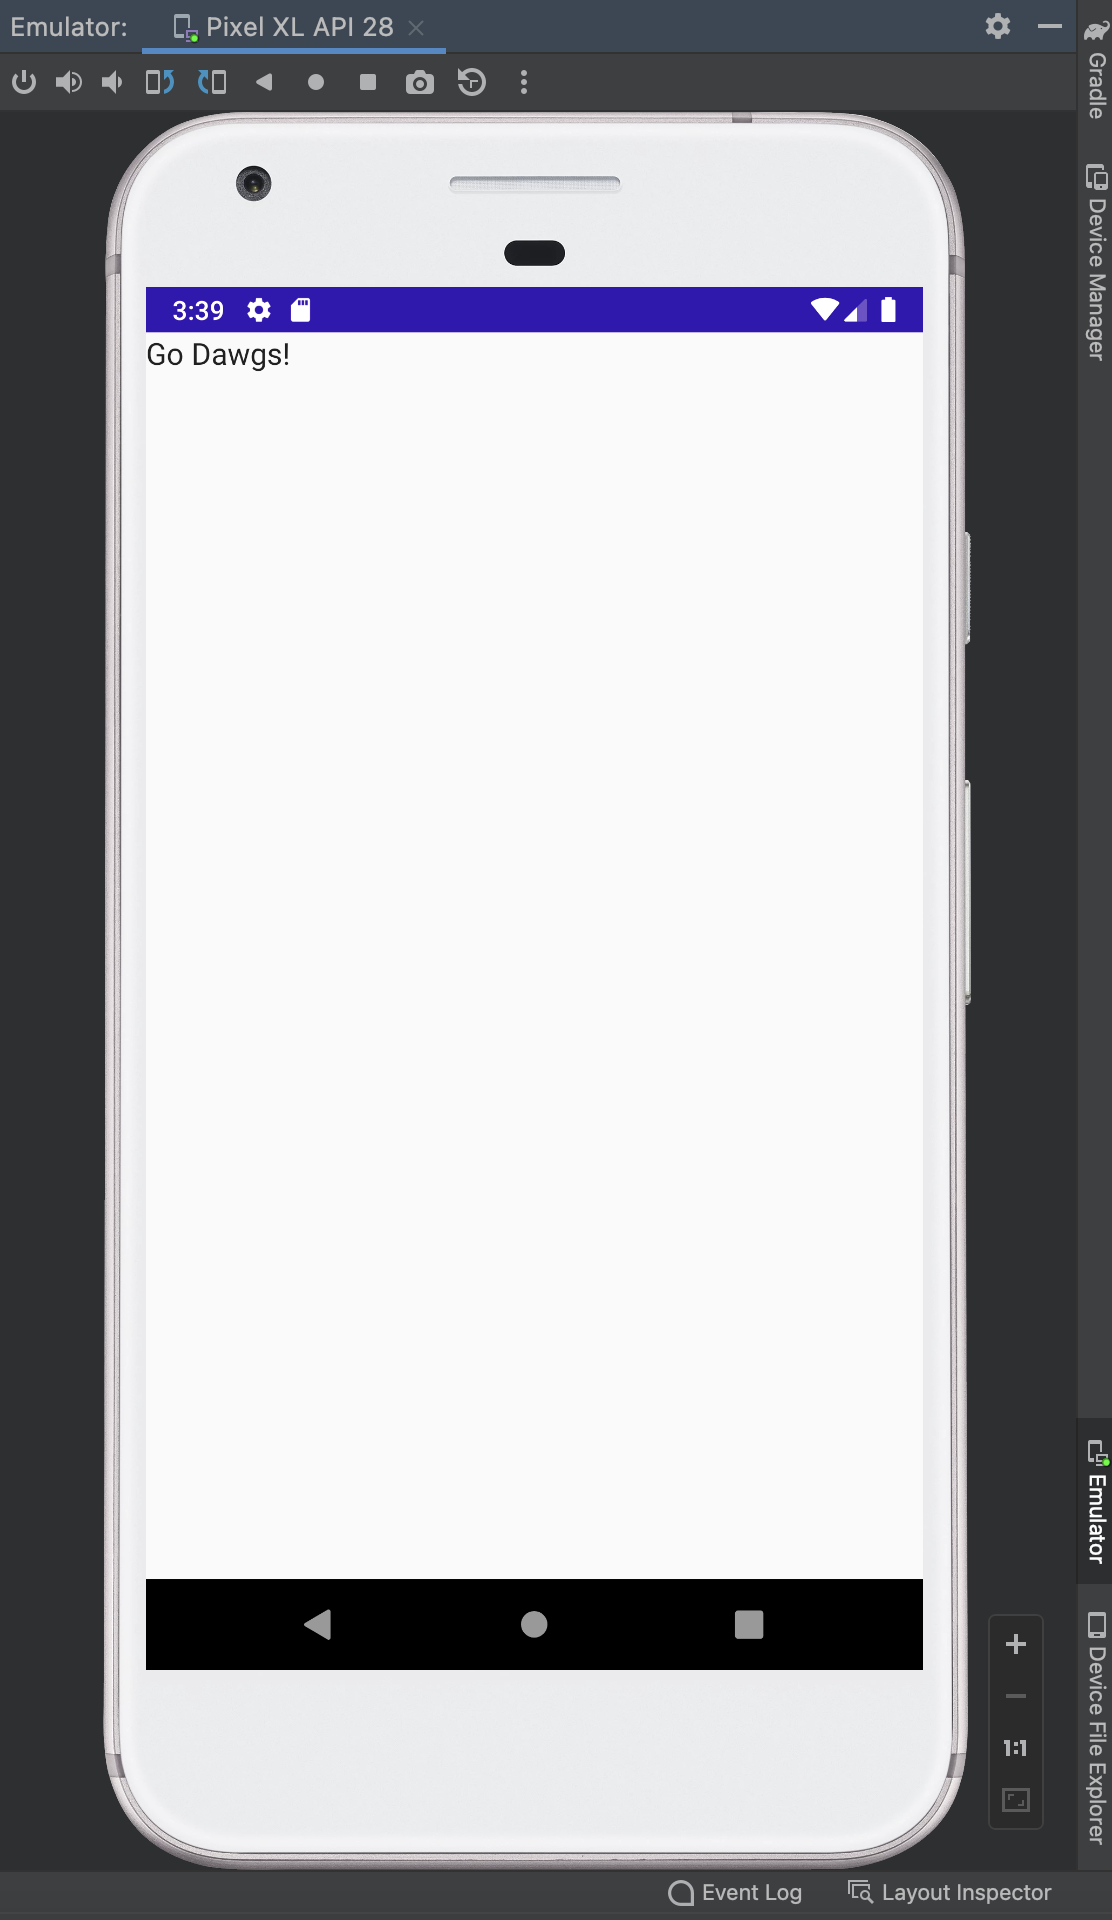 Emulator:
Pixel XL API 28
Gradle
Device Manager
3:39
Go Dawgs!
Emulator
Device File Explorer
1:1
Event Log
Layout Inspector